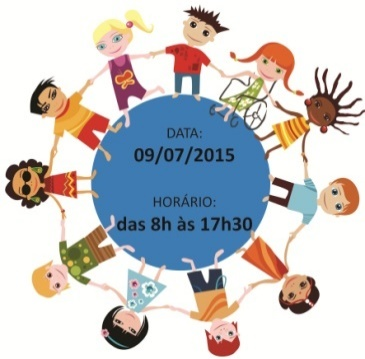 DATA:
09/07/2015
HORÁRIO:
das 8h às 17h30